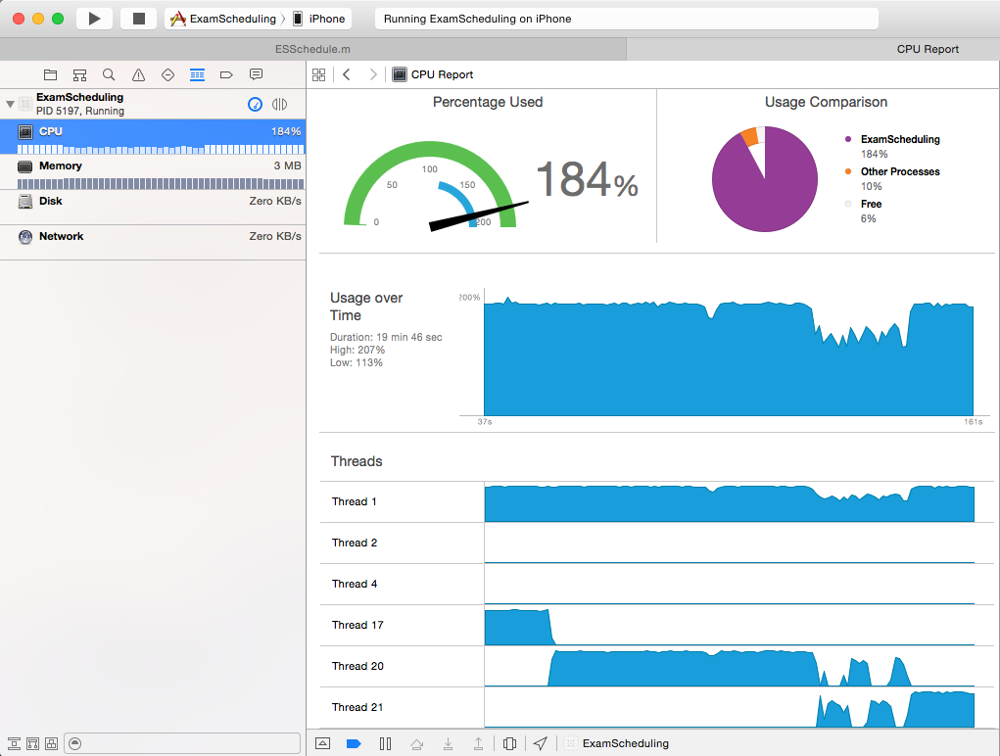 ExamScheduling
iPhone
Running ExamScheduling on iPhone
ESSchedule.m
CPU Report
CPU Report
ExamScheduling
PID 5197, Running
CPU
184%
Memory
3 MB
Disk
Zero KB/s
Network
Zero KB/s
Percentage Used
0
50
100
150
200
184%
Usage Comparison
ExamScheduling
184%
Other Processes
10%
Free
6%
Usage over
Time
Duration: 19 min 46 sec
High: 207%
Low: 113%
200%
37s
161s
Threads
Thread 1
Thread 2
Thread 4
Thread 17
Thread 20
Thread 21
ExamScheduling